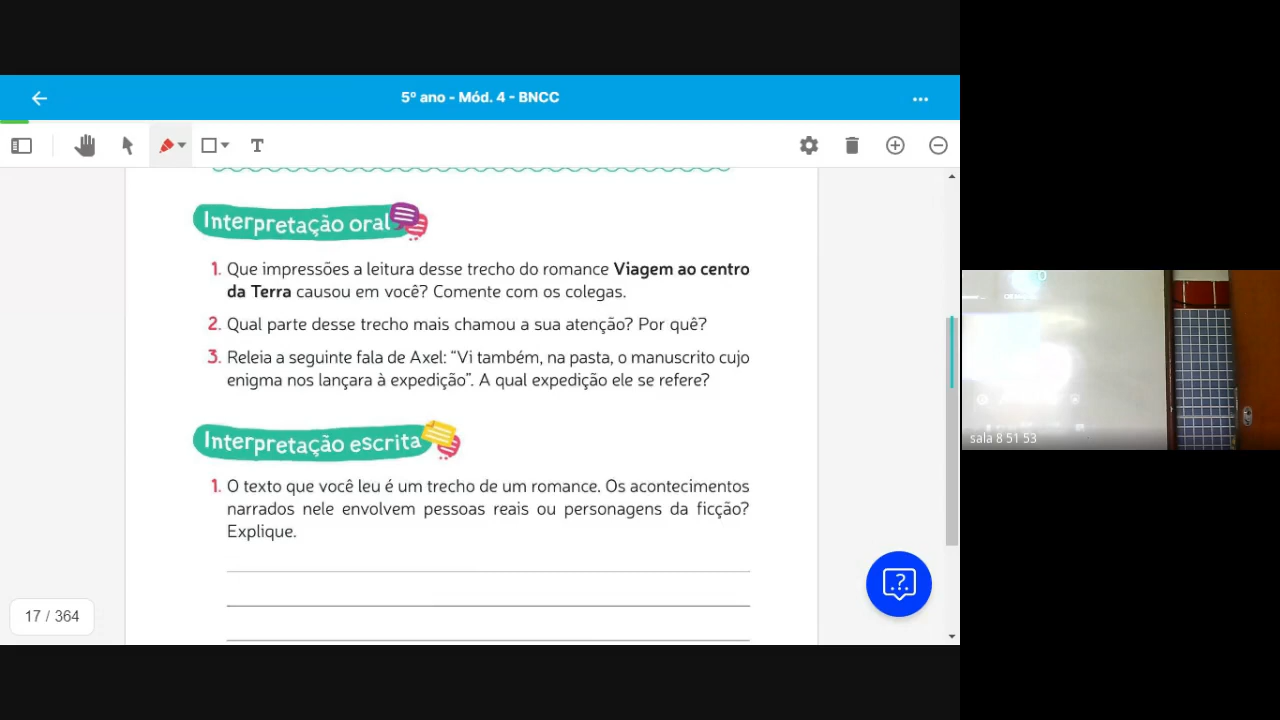 5º ano - Mód. 4 - BNCC
Interpretação oral
1. Que impressões a leitura desse trecho do romance Viagem ao centro
da Terra causou em você? Comente com os colegas.
2. Qual parte desse trecho mais chamou a sua atenção? Por quê?
3. Releia a seguinte fala de Axel: “Vi também, na pasta, o manuscrito cujo
enigma nos lançara à expedição”. A qual expedição ele se refere?
Interpretação escrita
1. O texto que você leu é um trecho de um romance. Os acontecimentos
narrados nele envolvem pessoas reais ou personagens da ficção?
Explique.
17 / 364
sala 8 51 53